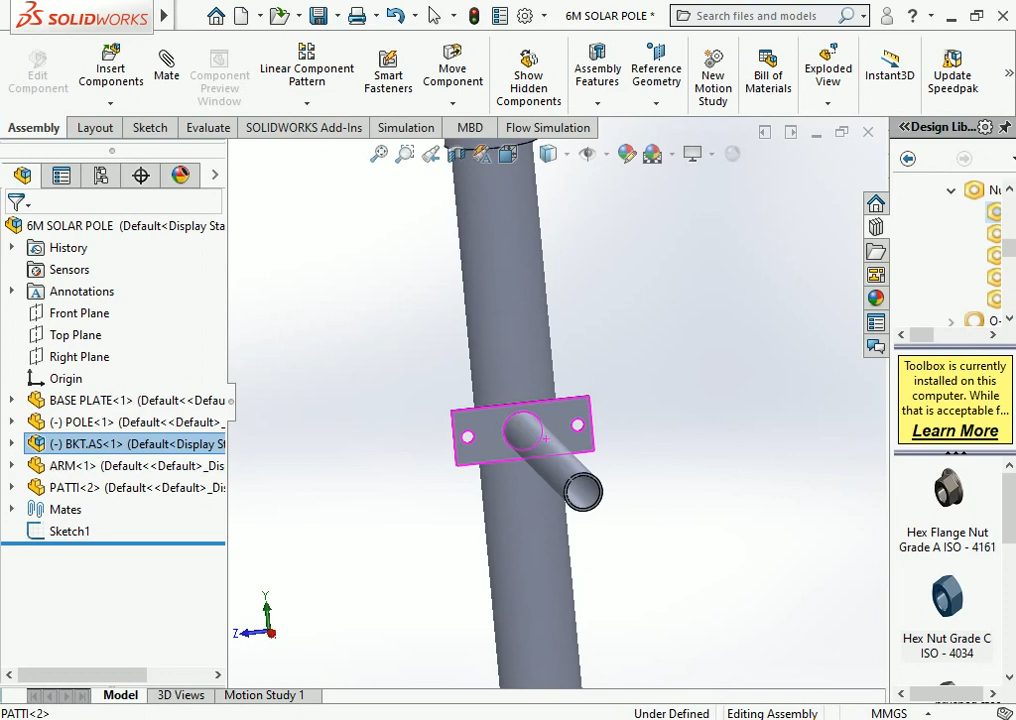 SOLIDWORKS
6M SOLAR POLE *
Search files and models
?
Edit Component
Insert Components
Mate
Component Preview Window
Linear Component Pattern
Smart Fasteners
Move Component
Show Hidden Components
Assembly Features
Reference Geometry
New Motion Study
Bill of Materials
Exploded View
Instant3D
Update Speedpak
Assembly
Layout
Sketch
Evaluate
SOLIDWORKS Add-Ins
Simulation
MBD
Flow Simulation
Design Lib...
6M SOLAR POLE (Default<Display Sta
History
Sensors
Annotations
Front Plane
Top Plane
Right Plane
Origin
BASE PLATE<1> (Default<<Defau
(-) POLE<1> (Default<<Default>_
(-) BKT.AS<1> (Default<Display St
ARM<1> (Default<<Default>_Dis
PATTI<2> (Default<<Default>_Dis
Mates
Sketch1
Y
Z
Nu
O-
Toolbox is currently
installed on this
computer. While
that is acceptable f...
Learn More
Hex Flange Nut
Grade A ISO - 4161
Hex Nut Grade C
ISO - 4034
Model
3D Views
Motion Study 1
PATTI<2>
Under Defined
Editing Assembly
MMGS